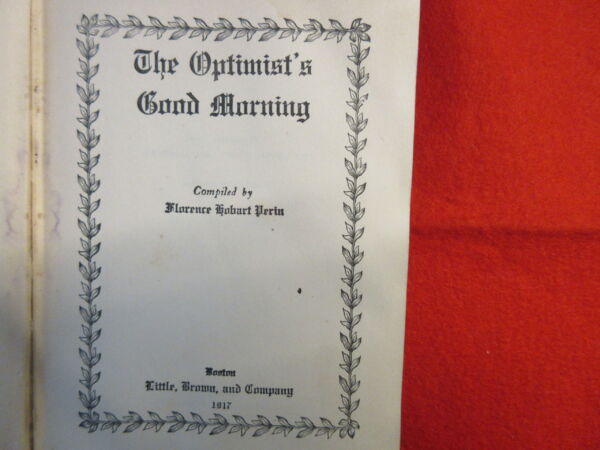 The Optimist's
Good Morning
Compiled by
Florence Hobart Perin
Boston
Little, Brown, and Company
1917